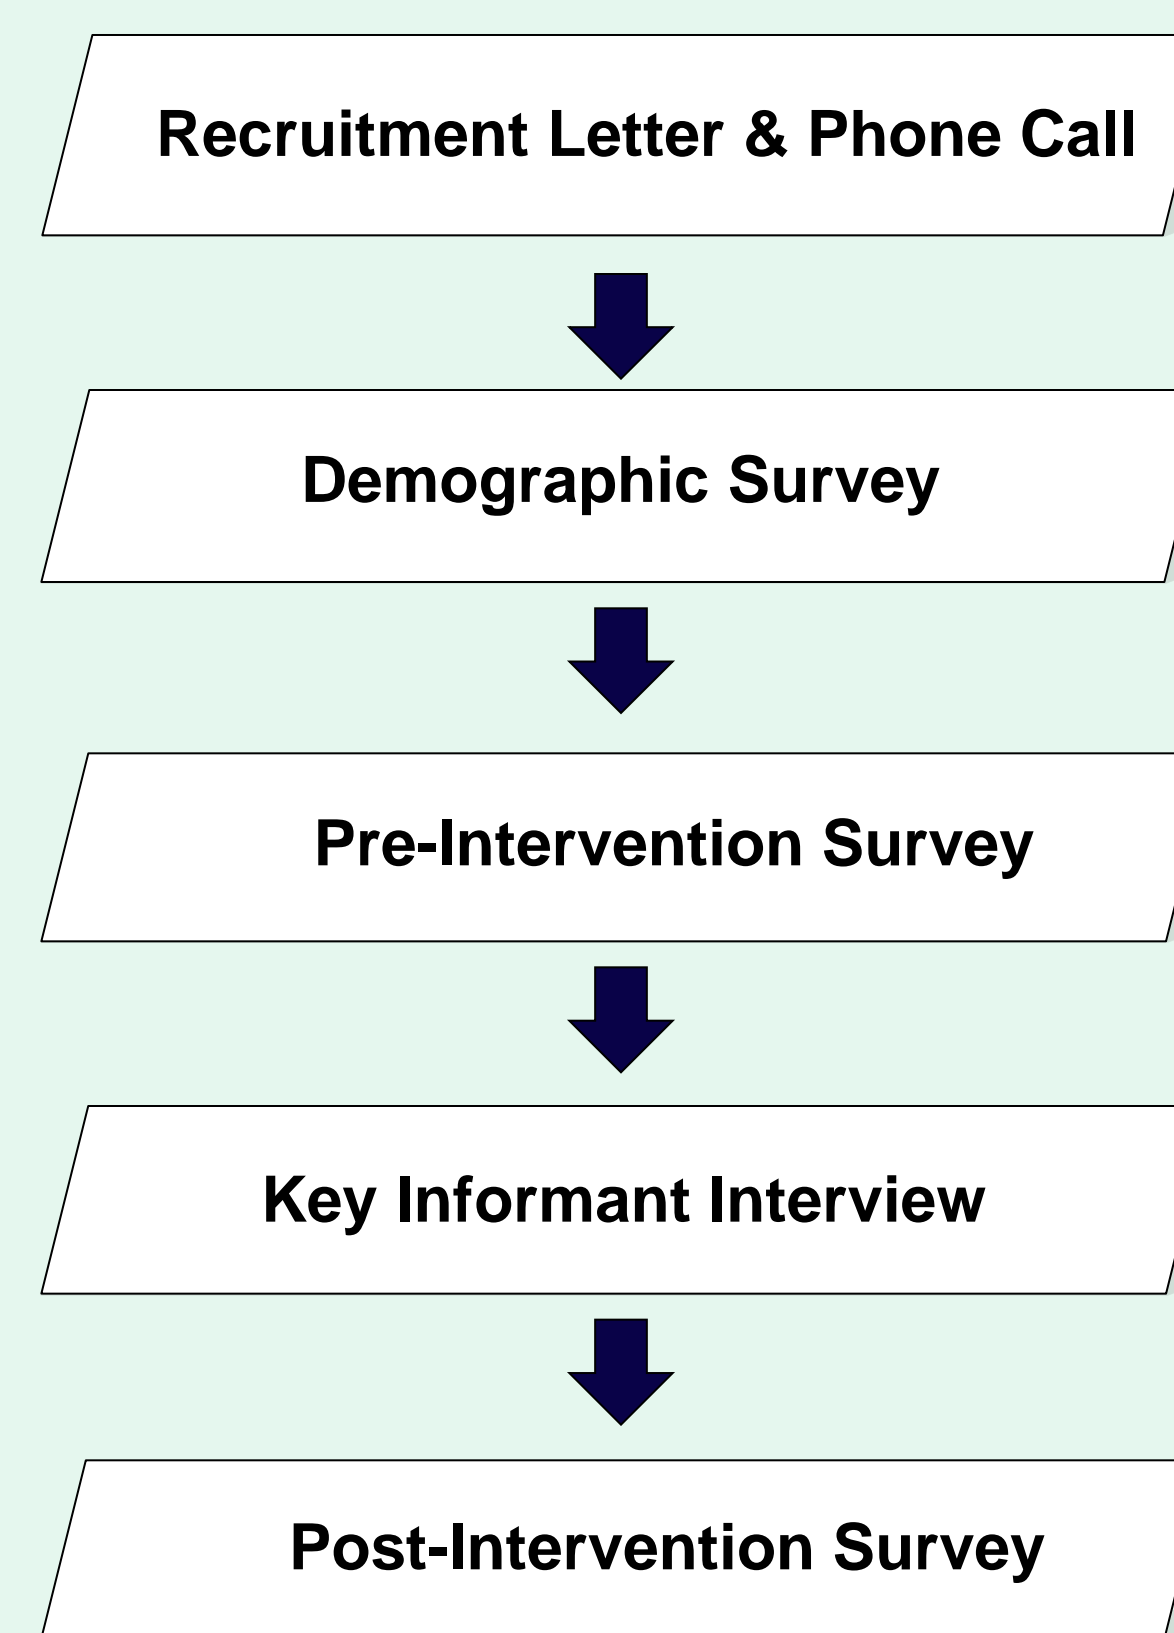 Recruitment Letter & Phone Call
Demographic Survey
Pre-Intervention Survey
Key Informant Interview
Post-Intervention Survey